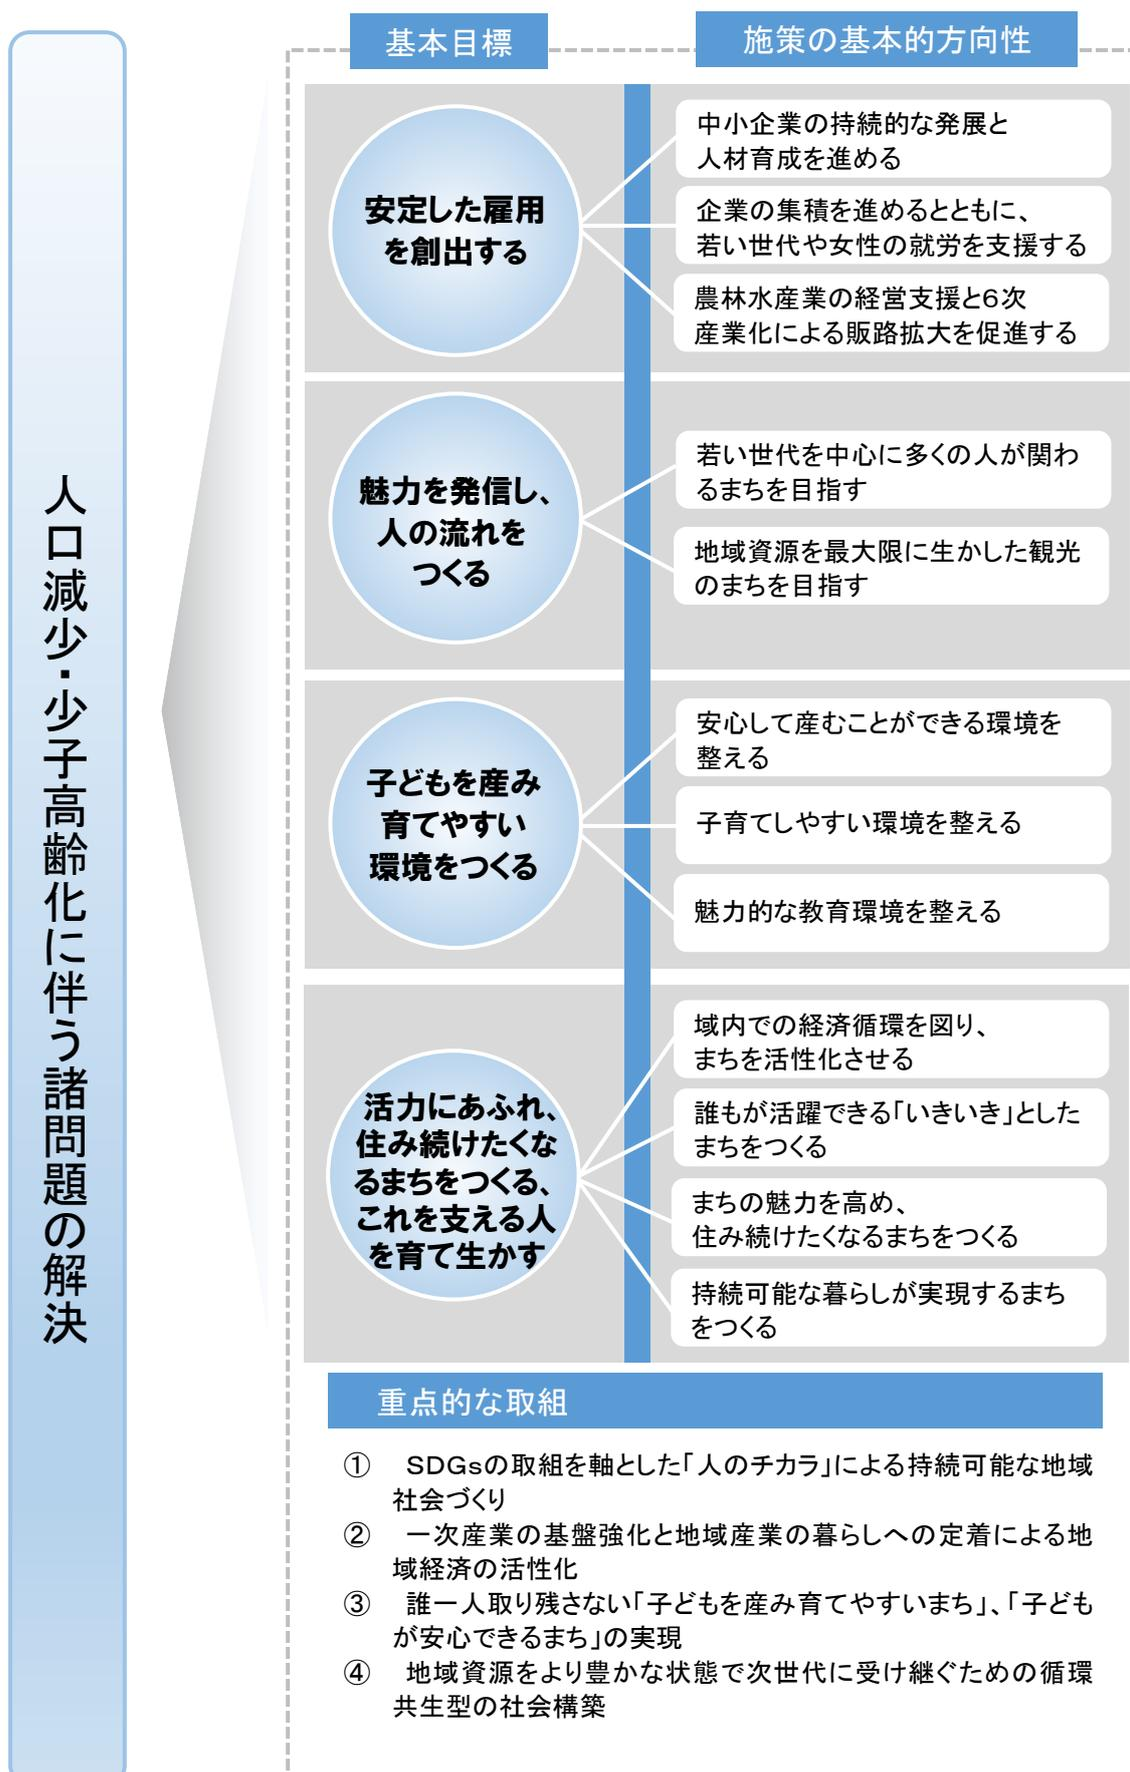 人口減少・少子高齢化に伴う諸問題の解決
基本目標
施策の基本的方向性
安定した雇用
を創出する
中小企業の持続的な発展と
人材育成を進める
企業の集積を進めるとともに、
若い世代や女性の就労を支援する
農林水産業の経営支援と6次
産業化による販路拡大を促進する
魅力を発信し、
人の流れを
つくる
若い世代を中心に多くの人が関わ
るまちを目指す
地域資源を最大限に生かした観光
のまちを目指す
子どもを産み
育てやすい
環境をつくる
安心して産むことができる環境を
整える
子育てしやすい環境を整える
魅力的な教育環境を整える
活力にあふれ、
住み続けたくな
るまちをつくる、
これを支える人
を育て生かす
域内での経済循環を図り、
まちを活性化させる
誰もが活躍できる「いきいき」とした
まちをつくる
まちの魅力を高め、
住み続けたくなるまちをつくる
持続可能な暮らしが実現するまち
をつくる
重点的な取組
① SDGsの取組を軸とした「人のチカラ」による持続可能な地域
社会づくり
② 一次産業の基盤強化と地域産業の暮らしへの定着による地
域経済の活性化
③ 誰一人取り残さない「子どもを産み育てやすいまち」、「子ども
が安心できるまち」の実現
④ 地域資源をより豊かな状態で次世代に受け継ぐための循環
共生型の社会構築